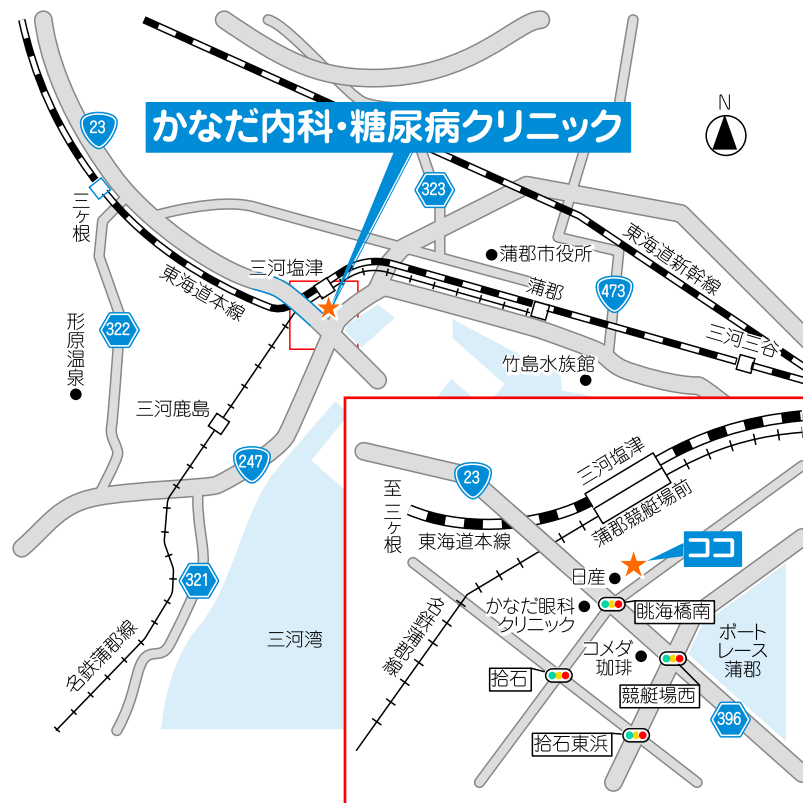 N
23
かなだ内科・糖尿病クリニック
323
三ヶ根
東海道本線
三河塩津
蒲郡市役所
東海道新幹線
蒲郡
473
三河三谷
322
形原温泉
竹島水族館
三河鹿島
247
321
名鉄蒲郡線
三河湾
23
三河塩津
蒲郡競艇場前
至 三ヶ根
東海道本線
ココ
日産
かなだ眼科
クリニック
眺海橋南
名鉄蒲郡線
コメダ
珈琲
ボート
レース
蒲郡
拾石
競艇場西
396
拾石東浜